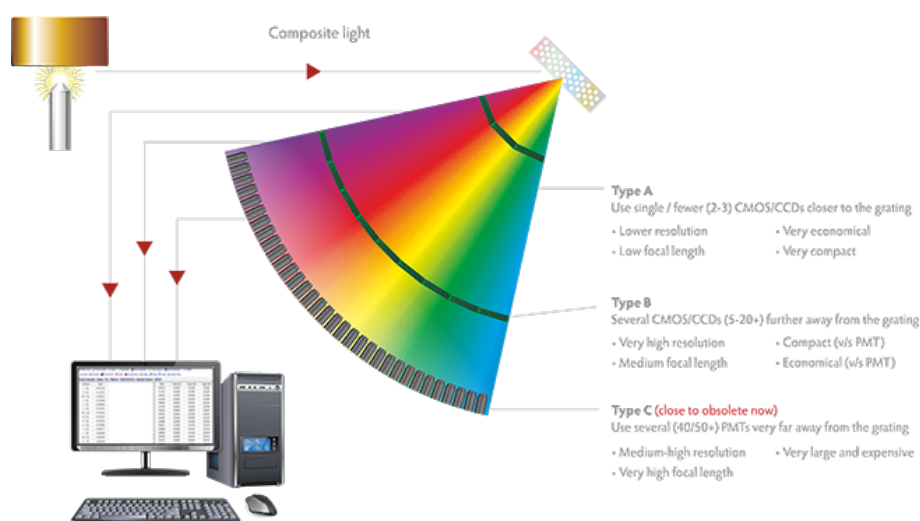 Composite light
Type A
Use single / fewer (2-3) CMOS/CCDs closer to the grating
• Lower resolution
• Very economical
• Low focal length
• Very compact
Type B
Several CMOS/CCDs (5-20+) further away from the grating
• Very high resolution
• Compact (v/s PMT)
• Medium focal length
• Economical (v/s PMT)
Type C (close to obsolete now)
Use several (40/50+) PMTs very far away from the grating
• Medium-high resolution
• Very large and expensive
• Very high focal length